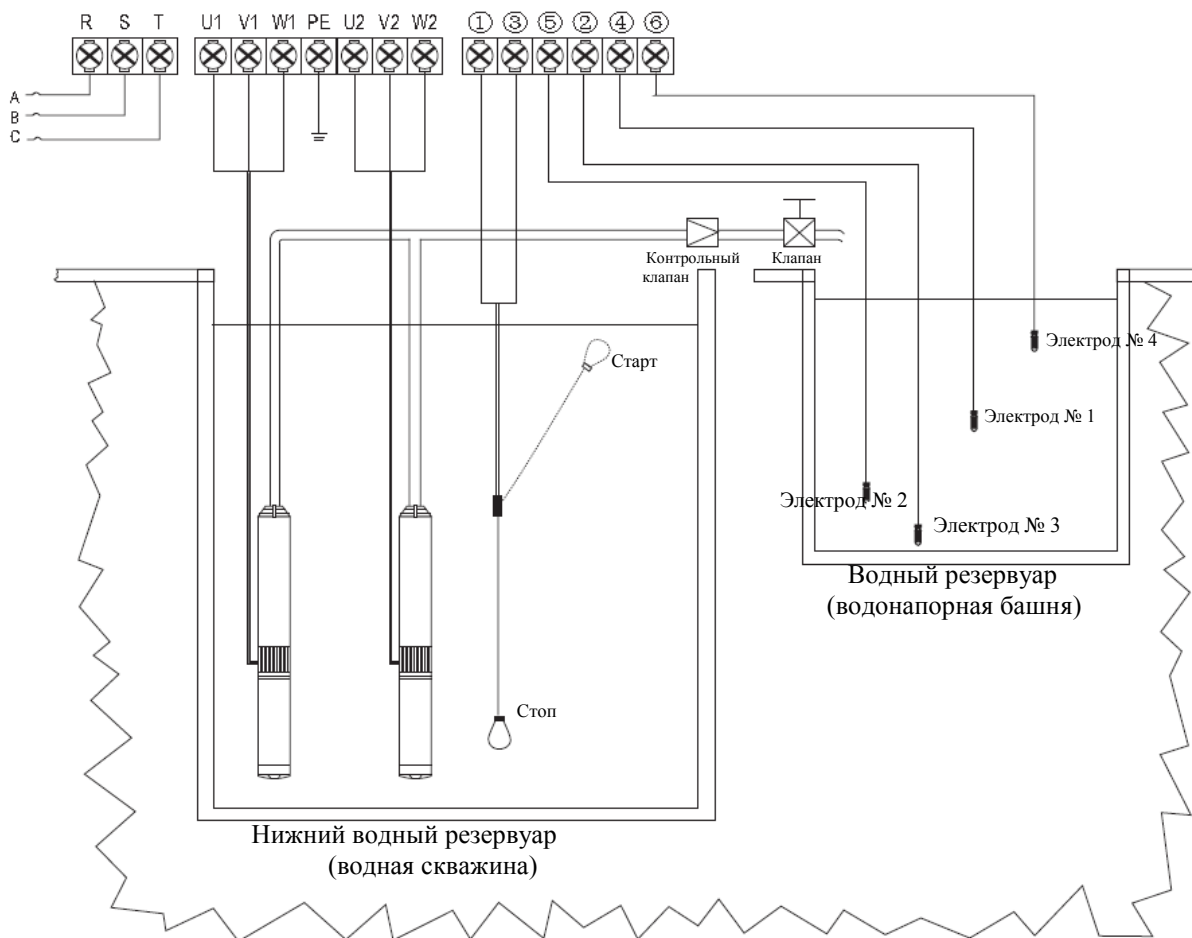 R S T U1 V1 W1 PE U2 V2 W2 ① ③ ⑤ ② ④ ⑥
A
B
C
Контрольный
клапан
Клапан
Старт
Электрод № 4
Электрод № 1
Электрод № 2
Электрод № 3
Стоп
Водный резервуар
(водонапорная башня)
Нижний водный резервуар
(водная скважина)